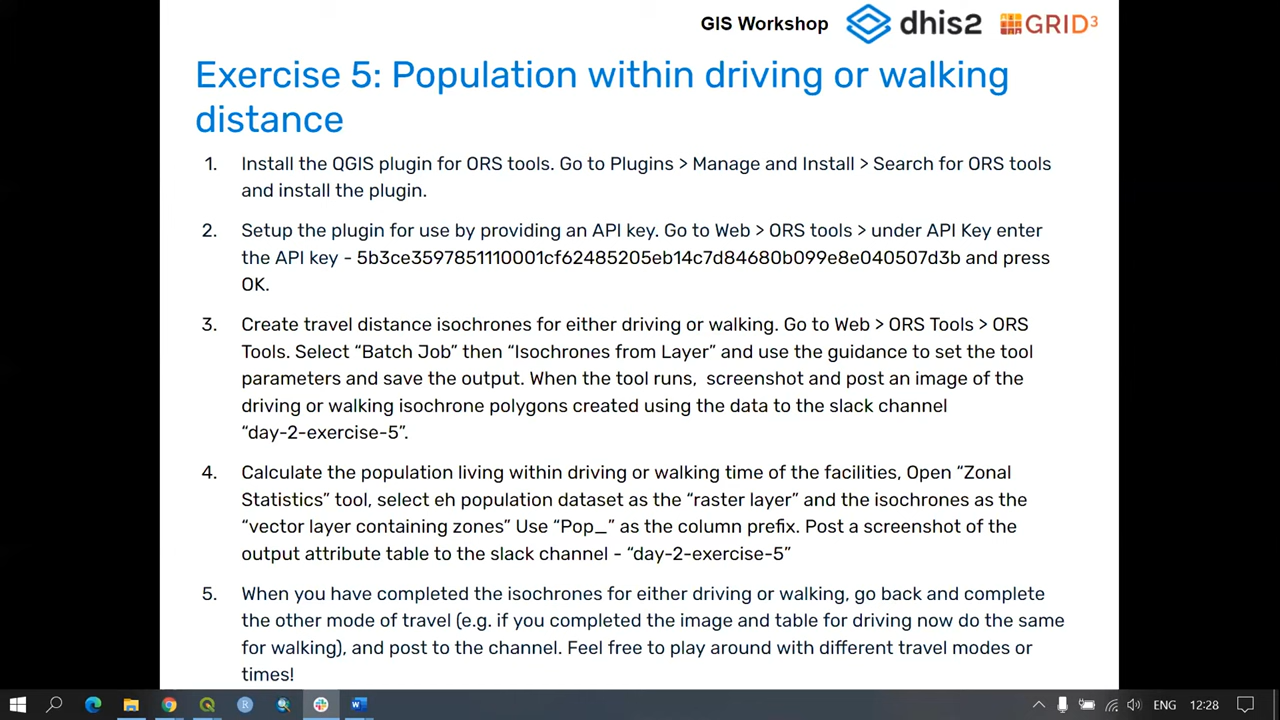 GIS Workshop
dhis2
GRID3
Exercise 5: Population within driving or walking
distance
1. Install the QGIS plugin for ORS tools. Go to Plugins > Manage and Install > Search for ORS tools
and install the plugin.
2. Setup the plugin for use by providing an API key. Go to Web > ORS tools > under API Key enter
the API key - 5b3ce3597851110001cf62485205eb14c7d84680b099e8e040507d3b and press
OK.
3. Create travel distance isochrones for either driving or walking. Go to Web > ORS Tools > ORS
Tools. Select “Batch Job” then “Isochrones from Layer” and use the guidance to set the tool
parameters and save the output. When the tool runs, screenshot and post an image of the
driving or walking isochrone polygons created using the data to the slack channel
“day-2-exercise-5”.
4. Calculate the population living within driving or walking time of the facilities, Open “Zonal
Statistics” tool, select eh population dataset as the “raster layer” and the isochrones as the
“vector layer containing zones” Use “Pop_” as the column prefix. Post a screenshot of the
output attribute table to the slack channel - “day-2-exercise-5”
5. When you have completed the isochrones for either driving or walking, go back and complete
the other mode of travel (e.g. if you completed the image and table for driving now do the same
for walking), and post to the channel. Feel free to play around with different travel modes or
times!
ENG 12:28